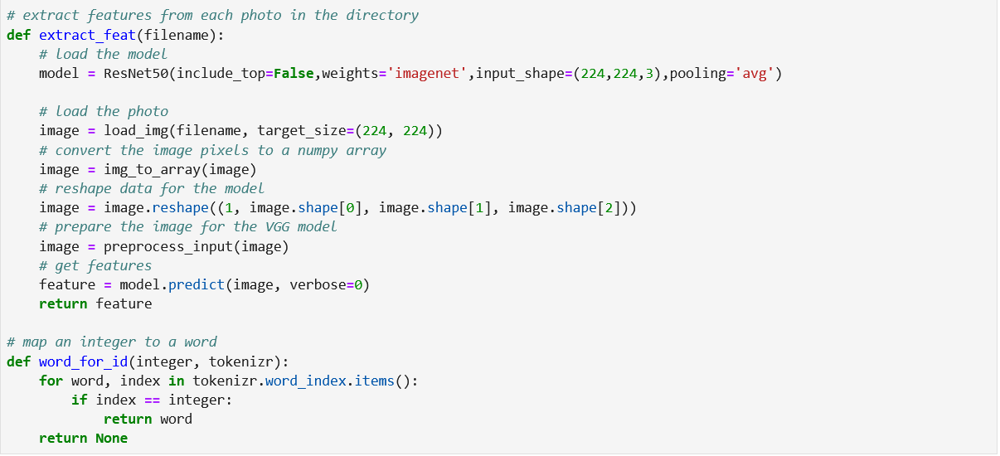 # extract features from each photo in the directory
def extract_feat(filename):
    # load the model
    model = ResNet50(include_top=False,weights='imagenet',input_shape=(224,224,3),pooling='avg')

    # load the photo
    image = load_img(filename, target_size=(224, 224))
    # convert the image pixels to a numpy array
    image = img_to_array(image)
    # reshape data for the model
    image = image.reshape((1, image.shape[0], image.shape[1], image.shape[2]))
    # prepare the image for the VGG model
    image = preprocess_input(image)
    # get features
    feature = model.predict(image, verbose=0)
    return feature

# map an integer to a word
def word_for_id(integer, tokenizr):
    for word, index in tokenizr.word_index.items():
        if index == integer:
            return word
    return None